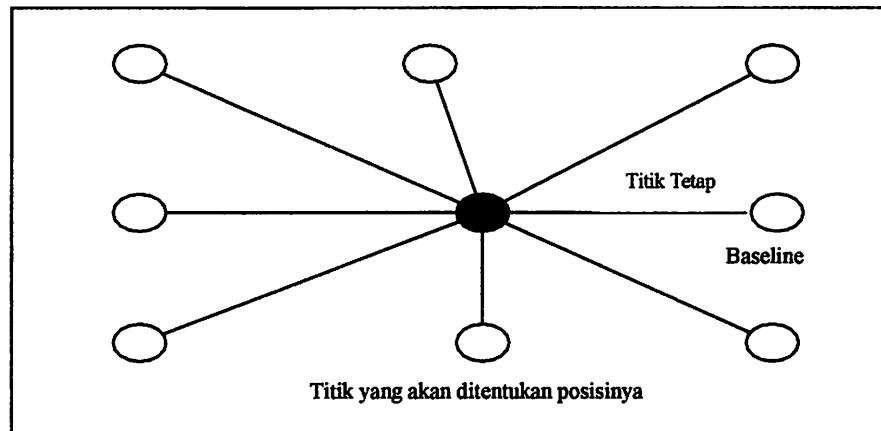 Titik Tetap
Baseline
Titik yang akan ditentukan posisinya